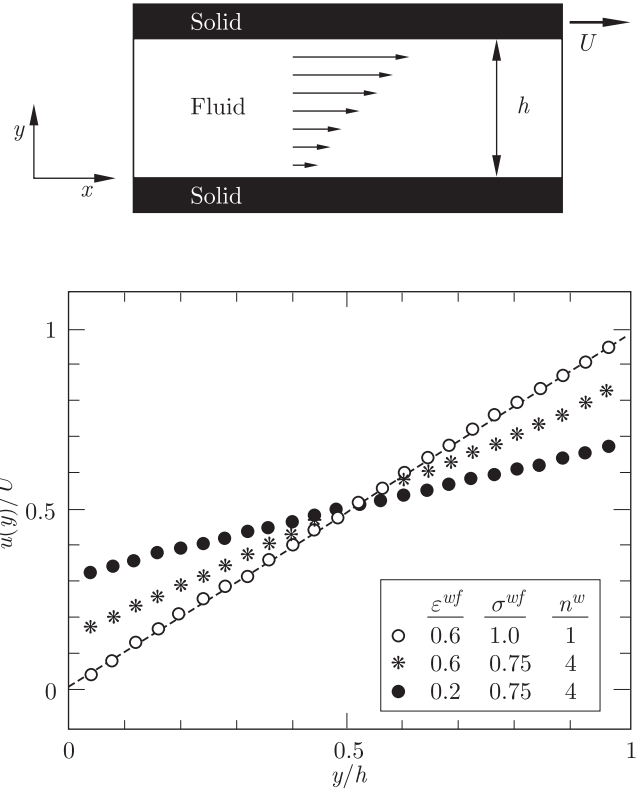 Solid
U
Fluid
h
y
x
Solid
1
u(y)/U
0.5
0
ε^{wf} σ^{wf} n^{w}
0.6 1.0 1
0.6 0.75 4
0.2 0.75 4
0 0.5 1
y/h